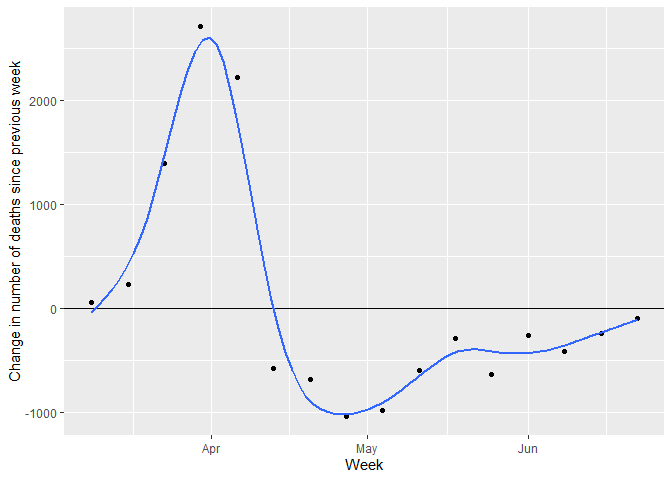 Change in number of deaths since previous week
2000
1000
0
-1000
Apr
May
Jun
Week